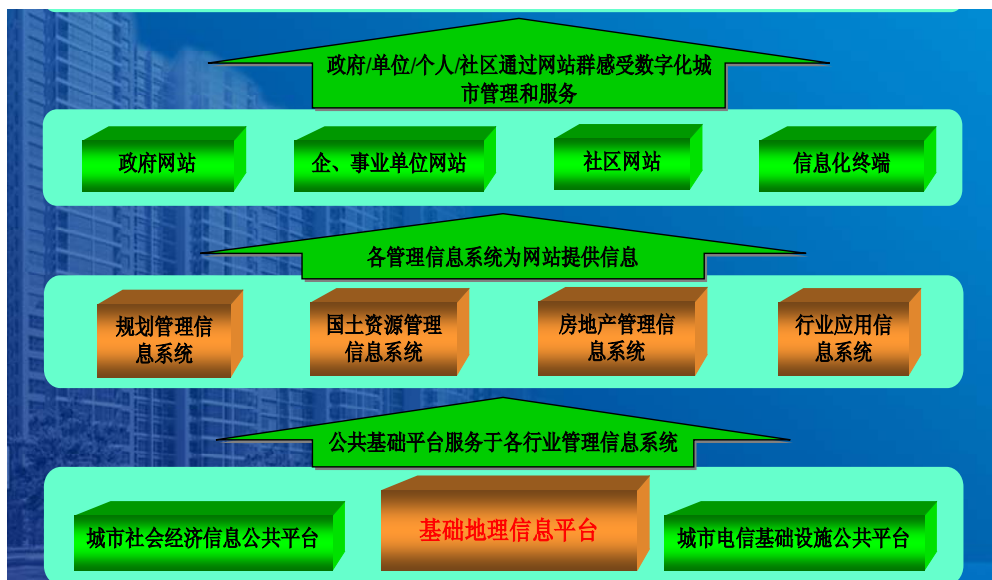 政府/单位/个人/社区通过网站群感受数字化城
市管理和服务
政府网站
企、事业单位网站
社区网站
信息化终端
各管理信息系统为网站提供信息
规划管理信
息系统
国土资源管理
信息系统
房地产管理信
息系统
行业应用信
息系统
公共基础平台服务于各行业管理信息系统
城市社会经济信息公共平台
基础地理信息平台
城市电信基础设施公共平台